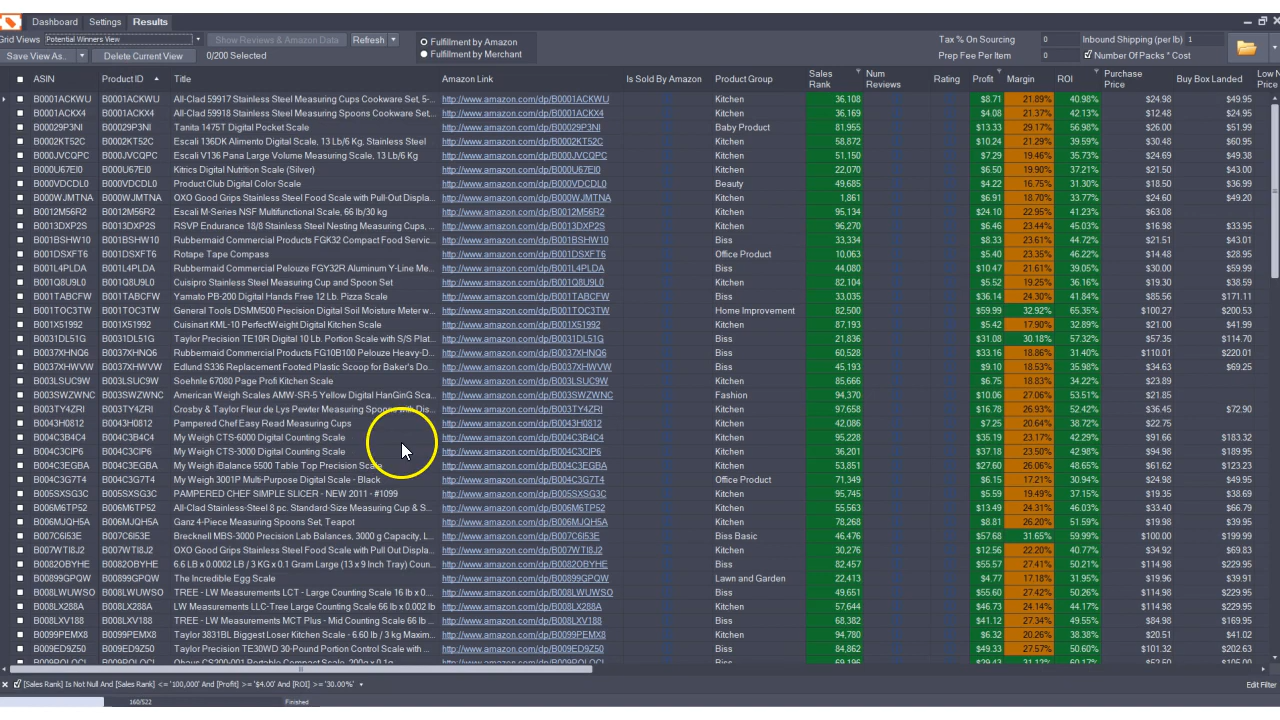 Dashboard Settings Results
Grid Views Potential Winners View Show Reviews & Amazon Data Refresh Fulfillment by Amazon Tax % On Sourcing 0 Inbound Shipping (per lb) 1
Save View As.. Delete Current View 0/200 Selected Fulfillment by Merchant Prep Fee Per Item 0 Number Of Packs * Cost
ASIN Product ID Title Amazon Link Is Sold By Amazon Product Group Sales Rank Num Reviews Rating Profit Margin ROI Purchase Price Buy Box Landed Low N Price
B0001ACKWU B0001ACKWU All-Clad 59917 Stainless Steel Measuring Cups Cookware Set, 5-... http://www.amazon.com/dp/B0001ACKWU Kitchen 36,108 $8.71 21.89% 40.98% $24.98 $49.95
B0001ACKX4 B0001ACKX4 All-Clad 59918 Stainless Steel Measuring Spoons Cookware Set,... http://www.amazon.com/dp/B0001ACKX4 Kitchen 36,169 $4.08 21.37% 42.13% $12.48 $24.95
B00029P3NI B00029P3NI Tanita 1475T Digital Pocket Scale http://www.amazon.com/dp/B00029P3NI Baby Product 81,955 $13.33 29.17% 56.98% $26.00 $51.99
B0002KT52C B0002KT52C Escali 136DK Alimento Digital Scale, 13 Lb/6 Kg, Stainless Steel http://www.amazon.com/dp/B0002KT52C Kitchen 58,872 $10.24 21.29% 39.59% $30.48 $60.95
B000JVCQPC B000JVCQPC Escali V136 Pana Large Volume Measuring Scale, 13 Lb/6 Kg http://www.amazon.com/dp/B000JVCQPC Kitchen 51,150 $7.29 19.46% 35.73% $24.69 $49.38
B000U67EI0 B000U67EI0 Kitrics Digital Nutrition Scale (Silver) http://www.amazon.com/dp/B000U67EI0 Kitchen 22,070 $6.50 19.90% 37.21% $21.50 $43.00
B000VDCDL0 B000VDCDL0 Product Club Digital Color Scale http://www.amazon.com/dp/B000VDCDL0 Beauty 49,685 $4.22 16.75% 31.30% $18.50 $36.99
B000WJMTNA B000WJMTNA OXO Good Grips Stainless Steel Food Scale with Pull-Out Displa... http://www.amazon.com/dp/B000WJMTNA Kitchen 1,861 $6.91 18.70% 33.77% $24.60 $49.20
B0012M56R2 B0012M56R2 Escali M-Series NSF Multifunctional Scale, 66 lb/30 kg http://www.amazon.com/dp/B0012M56R2 Kitchen 95,134 $24.10 22.95% 41.23% $63.08
B0013DXP2S B0013DXP2S RSVP Endurance 18/8 Stainless Steel Nesting Measuring Cups, ... http://www.amazon.com/dp/B0013DXP2S Kitchen 96,270 $6.46 23.44% 45.03% $16.98 $33.95
B001BSHW10 B001BSHW10 Rubbermaid Commercial Products FGK32 Compact Food Servic... http://www.amazon.com/dp/B001BSHW10 Biss 33,334 $8.33 23.61% 44.72% $21.51 $43.01
B001DSXFT6 B001DSXFT6 Rotape Tape Compass http://www.amazon.com/dp/B001DSXFT6 Office Product 10,063 $5.40 23.35% 46.22% $14.48 $28.95
B001L4PLDA B001L4PLDA Rubbermaid Commercial Pelouze FGY32R Aluminum Y-Line Me... http://www.amazon.com/dp/B001L4PLDA Biss 44,080 $10.47 21.61% 39.05% $30.00 $59.99
B001Q8U9L0 B001Q8U9L0 Cuisipro Stainless Steel Measuring Cup and Spoon Set http://www.amazon.com/dp/B001Q8U9L0 Kitchen 82,104 $5.52 19.25% 36.16% $19.30 $38.59
B001TABCFW B001TABCFW Yamato PB-200 Digital Hands Free 12 Lb. Pizza Scale http://www.amazon.com/dp/B001TABCFW Biss 33,035 $36.14 24.30% 41.84% $85.56 $171.11
B001TOC3TW B001TOC3TW General Tools DSMM500 Precision Digital Soil Moisture Meter w... http://www.amazon.com/dp/B001TOC3TW Home Improvement 82,500 $59.99 32.92% 65.35% $100.27 $200.53
B001X51992 B001X51992 Cuisinart KML-10 PerfectWeight Digital Kitchen Scale http://www.amazon.com/dp/B001X51992 Kitchen 87,193 $5.42 17.90% 32.89% $21.00 $41.99
B0031DL51G B0031DL51G Taylor Precision TE10R Digital 10 Lb. Portion Scale with S/S Plat... http://www.amazon.com/dp/B0031DL51G Biss 21,836 $31.08 30.18% 57.32% $57.35 $114.70
B0037XHNQ6 B0037XHNQ6 Rubbermaid Commercial Products FG10B100 Pelouze Heavy-D... http://www.amazon.com/dp/B0037XHNQ6 Biss 60,528 $33.16 18.86% 31.40% $110.01 $220.01
B0037XHWVW B0037XHWVW Edlund S336 Replacement Footed Plastic Scoop for Baker's Do... http://www.amazon.com/dp/B0037XHWVW Biss 45,193 $9.10 18.53% 35.98% $34.63 $69.25
B003LSUC9W B003LSUC9W Soehnle 67080 Page Profi Kitchen Scale http://www.amazon.com/dp/B003LSUC9W Kitchen 85,666 $6.75 18.83% 34.22% $23.89
B003SWZWNC B003SWZWNC American Weigh Scales AMW-SR-5 Yellow Digital HanGinG Sca... http://www.amazon.com/dp/B003SWZWNC Fashion 94,370 $10.06 27.06% 53.51% $21.85
B003TY4ZRI B003TY4ZRI Crosby & Taylor Fleur de Lys Pewter Measuring Spoons with Dis... http://www.amazon.com/dp/B003TY4ZRI Kitchen 97,658 $16.78 26.93% 52.42% $36.45 $72.90
B0043H0812 B0043H0812 Pampered Chef Easy Read Measuring Cups http://www.amazon.com/dp/B0043H0812 Kitchen 42,086 $7.25 20.64% 38.72% $22.75
B004C3B4C4 B004C3B4C4 My Weigh CTS-6000 Digital Counting Scale http://www.amazon.com/dp/B004C3B4C4 Kitchen 95,228 $35.19 23.17% 42.29% $91.66 $183.32
B004C3CIP6 B004C3CIP6 My Weigh CTS-3000 Digital Counting Scale http://www.amazon.com/dp/B004C3CIP6 Kitchen 36,201 $37.18 23.50% 42.98% $94.98 $189.95
B004C3EGBA B004C3EGBA My Weigh iBalance 5500 Table Top Precision Scale http://www.amazon.com/dp/B004C3EGBA Kitchen 53,851 $27.60 26.06% 48.65% $61.62 $123.23
B004C3G7T4 B004C3G7T4 My Weigh 3001P Multi-Purpose Digital Scale - Black http://www.amazon.com/dp/B004C3G7T4 Office Product 71,349 $6.15 17.21% 30.94% $24.98 $49.95
B005SXSG3C B005SXSG3C PAMPERED CHEF SIMPLE SLICER - NEW 2011 - #1099 http://www.amazon.com/dp/B005SXSG3C Kitchen 95,745 $5.59 19.49% 37.15% $19.35 $38.69
B006M6TP52 B006M6TP52 All-Clad Stainless-Steel 8 pc. Standard-Size Measuring Cup & S... http://www.amazon.com/dp/B006M6TP52 Kitchen 55,563 $13.49 24.31% 46.03% $33.40 $66.79
B006MJQH5A B006MJQH5A Ganz 4-Piece Measuring Spoons Set, Teapot http://www.amazon.com/dp/B006MJQH5A Kitchen 78,268 $8.81 26.20% 51.59% $19.98 $39.95
B007C6I53E B007C6I53E Brecknell MBS-3000 Precision Lab Balances, 3000 g Capacity, L... http://www.amazon.com/dp/B007C6I53E Biss Basic 46,476 $57.68 31.65% 59.99% $100.00 $199.99
B007WTI8J2 B007WTI8J2 OXO Good Grips Stainless Steel Food Scale with Pull Out Displa... http://www.amazon.com/dp/B007WTI8J2 Kitchen 30,276 $12.56 22.20% 40.77% $34.92 $69.83
B0082OBYHE B0082OBYHE 6.6 LB x 0.0002 LB / 3 KG x 0.1 Gram Large (13 x 9 Inch Tray) Coun... http://www.amazon.com/dp/B0082OBYHE Biss 82,457 $55.57 27.41% 50.21% $114.98 $229.95
B00899GPQW B00899GPQW The Incredible Egg Scale http://www.amazon.com/dp/B00899GPQW Lawn and Garden 22,413 $4.77 17.18% 31.95% $19.96 $39.91
B008LWUWSO B008LWUWSO TREE - LW Measurements LCT - Large Counting Scale 16 lb x 0.... http://www.amazon.com/dp/B008LWUWSO Biss 49,651 $55.60 27.42% 50.26% $114.98 $229.95
B008LX288A B008LX288A LW Measurements LLC-Tree Large Counting Scale 66 lb x 0.002 lb http://www.amazon.com/dp/B008LX288A Kitchen 57,644 $46.73 24.14% 44.17% $114.98 $229.95
B008LXV188 B008LXV188 TREE - LW Measurements MCT Plus - Mid Counting Scale 66 lb ... http://www.amazon.com/dp/B008LXV188 Biss 68,382 $41.12 27.34% 49.55% $84.98 $169.95
B0099PEMX8 B0099PEMX8 Taylor 3831BL Biggest Loser Kitchen Scale - 6.60 lb / 3 kg Maxim... http://www.amazon.com/dp/B0099PEMX8 Kitchen 94,780 $6.32 20.26% 38.38% $20.51 $41.02
B009ED9Z50 B009ED9Z50 Taylor Precision TE30WD 30-Pound Portion Control Scale with ... http://www.amazon.com/dp/B009ED9Z50 Biss 84,862 $49.33 27.57% 50.60% $101.32 $202.63
Ohaus CS200-001 Portable Compact Scale, 200g x 0.1g Biss 69,196 $29.43 31.12% 60.17% $52.50 $105.00
[Sales Rank] Is Not Null And [Sales Rank] <= '100,000' And [Profit] >= '$4.00' And [ROI] >= '30.00%' Edit Filter
160/522 Finished